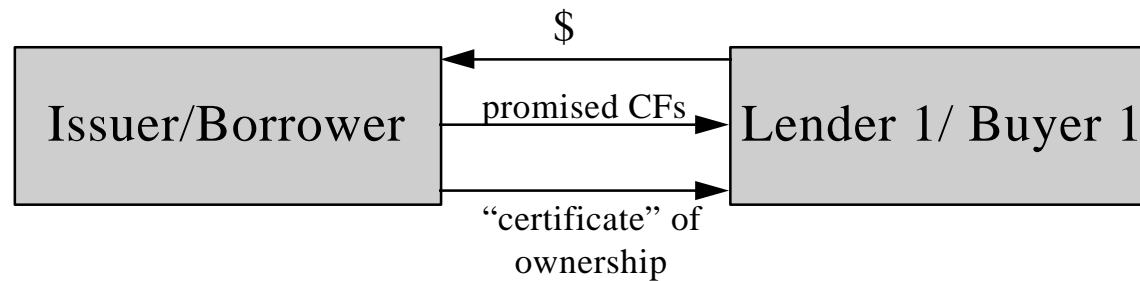 $
Issuer/Borrower
promised CFs
Lender 1/ Buyer 1
“certificate” of
ownership